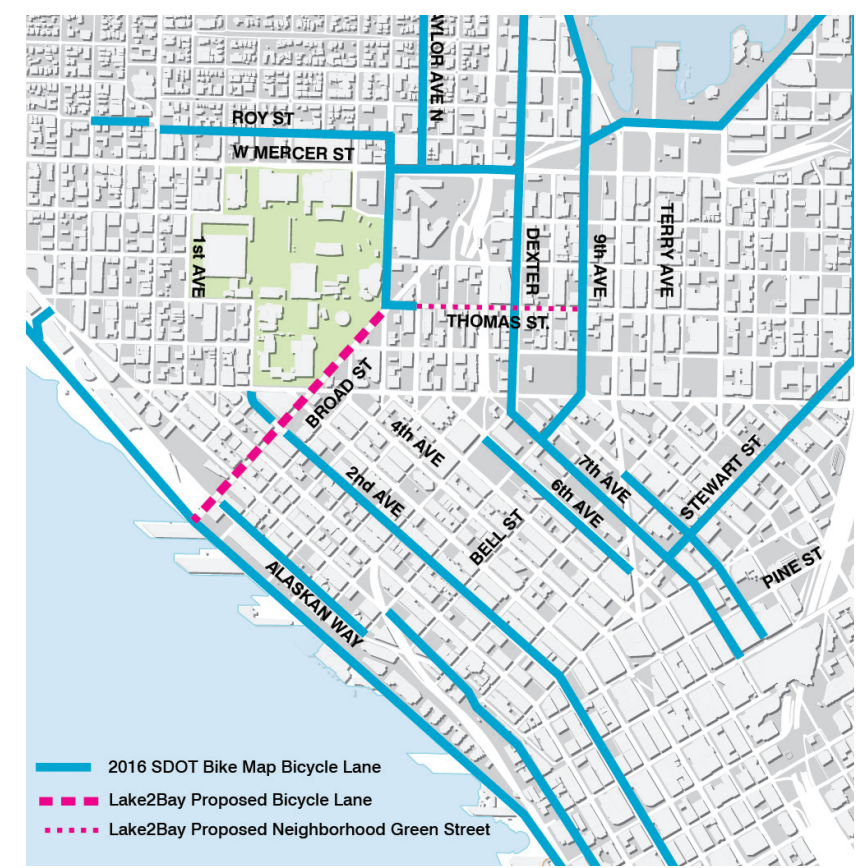 AYLOR AVE N
ROY ST
W MERCER ST
1st AVE
DEXTER
9th AVE
TERRY AVE
THOMAS ST.
BROAD ST
4th AVE
2nd AVE
7th AVE
6th AVE
STEWART ST
BELL ST
PINE ST
ALASKAN WAY
2016 SDOT Bike Map Bicycle Lane
Lake2Bay Proposed Bicycle Lane
Lake2Bay Proposed Neighborhood Green Street